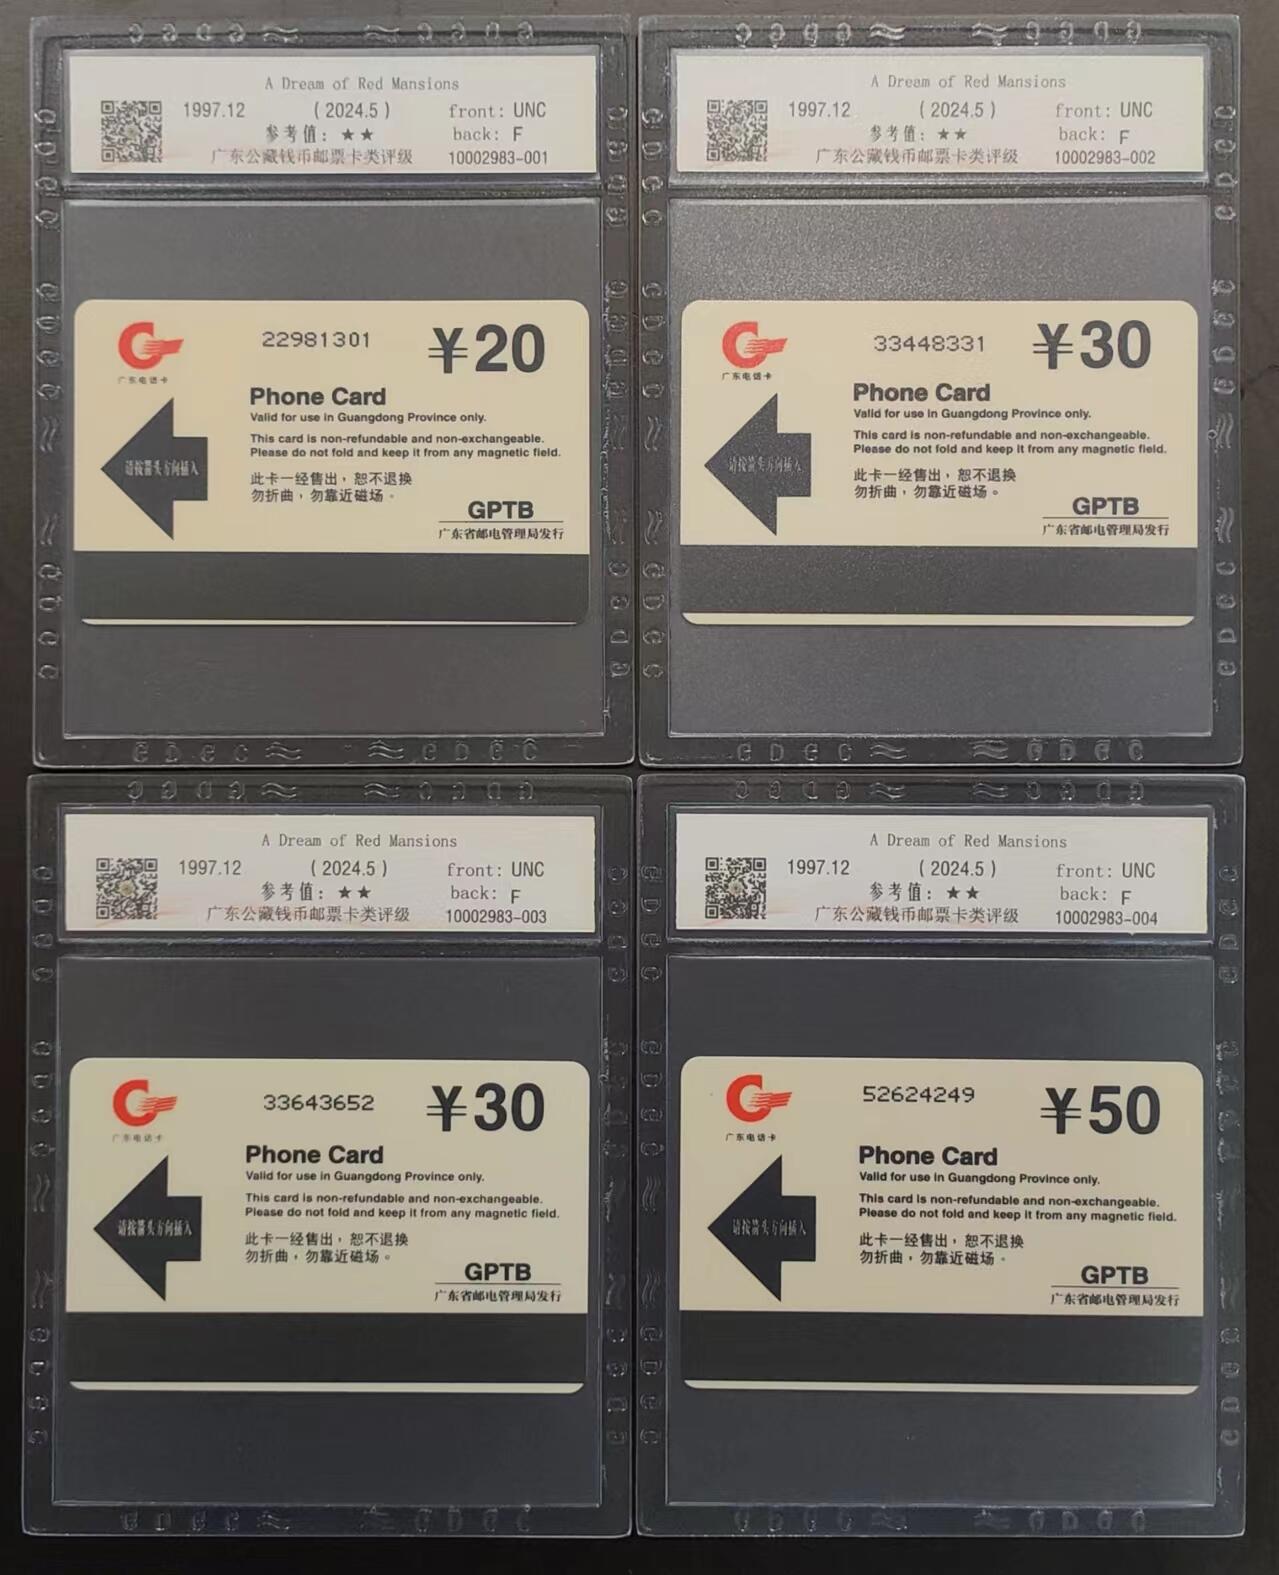 A Dream of Red Mansions
1997.12 (2024.5) front: UNC
参考值: ★★ back: F
广东公藏钱币邮票卡类评级 10002983-001
22981301 ¥20
广东电话卡
Phone Card
Valid for use in Guangdong Province only.
This card is non-refundable and non-exchangeable.
Please do not fold and keep it from any magnetic field.
请按箭头方向插入
此卡一经售出，恕不退换
勿折曲，勿靠近磁场。
GPTB
广东省邮电管理局发行
A Dream of Red Mansions
1997.12 (2024.5) front: UNC
参考值: ★★ back: F
广东公藏钱币邮票卡类评级 10002983-002
33448331 ¥30
广东电话卡
Phone Card
Valid for use in Guangdong Province only.
This card is non-refundable and non-exchangeable.
Please do not fold and keep it from any magnetic field.
请按箭头方向插入
此卡一经售出，恕不退换
勿折曲，勿靠近磁场。
GPTB
广东省邮电管理局发行
A Dream of Red Mansions
1997.12 (2024.5) front: UNC
参考值: ★★ back: F
广东公藏钱币邮票卡类评级 10002983-003
33643652 ¥30
广东电话卡
Phone Card
Valid for use in Guangdong Province only.
This card is non-refundable and non-exchangeable.
Please do not fold and keep it from any magnetic field.
请按箭头方向插入
此卡一经售出，恕不退换
勿折曲，勿靠近磁场。
GPTB
广东省邮电管理局发行
A Dream of Red Mansions
1997.12 (2024.5) front: UNC
参考值: ★★ back: F
广东公藏钱币邮票卡类评级 10002983-004
52624249 ¥50
广东电话卡
Phone Card
Valid for use in Guangdong Province only.
This card is non-refundable and non-exchangeable.
Please do not fold and keep it from any magnetic field.
请按箭头方向插入
此卡一经售出，恕不退换
勿折曲，勿靠近磁场。
GPTB
广东省邮电管理局发行